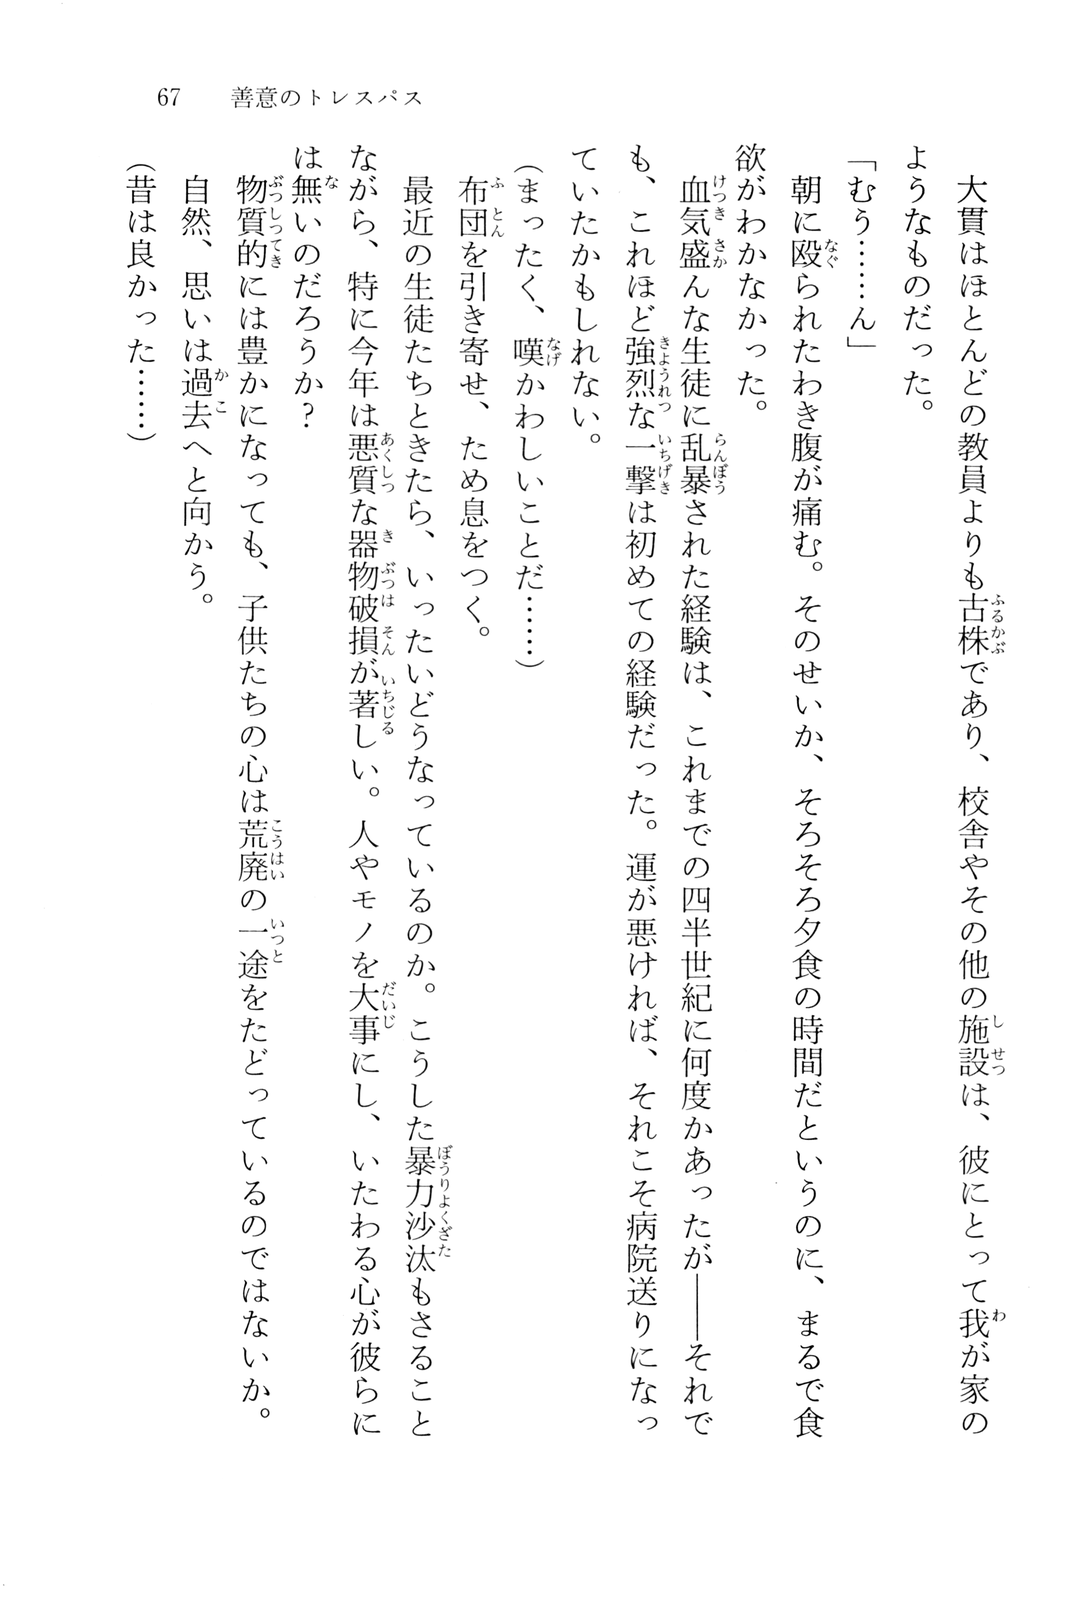 67 善意のトレスパス
大貫はほとんどの教員よりも古株であり、校舎やその他の施設は、彼にとって我が家の
ようなものだった。
「むう……ん」
朝に殴られたわき腹が痛む。そのせいか、そろそろ夕食の時間だというのに、まるで食
欲がわかなかった。
血気盛んな生徒に乱暴された経験は、これまでの四半世紀に何度かあったが――それで
も、これほど強烈な一撃は初めての経験だった。運が悪ければ、それこそ病院送りになっ
ていたかもしれない。
（まったく、嘆かわしいことだ……）
布団を引き寄せ、ため息をつく。
最近の生徒たちときたら、いったいどうなっているのか。こうした暴力沙汰もさること
ながら、特に今年は悪質な器物破損が著しい。人やモノを大事にし、いたわる心が彼らに
は無いのだろうか？
物質的には豊かになっても、子供たちの心は荒廃の一途をたどっているのではないか。
自然、思いは過去へと向かう。
（昔は良かった……）